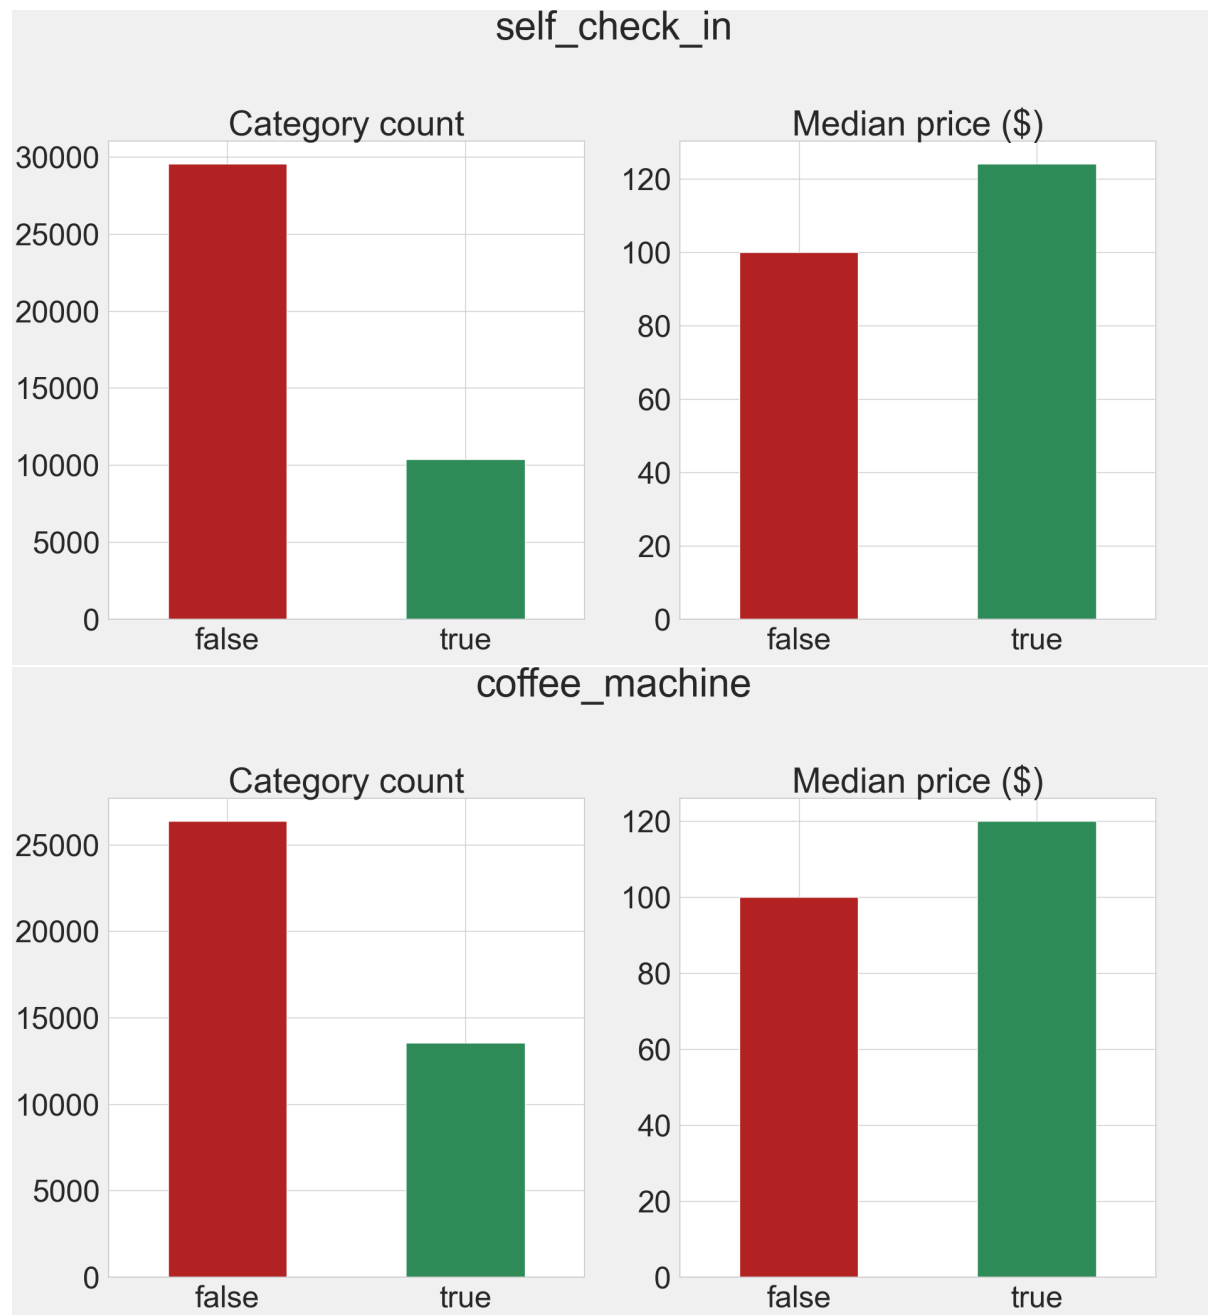 self_check_in
Category count
Median price ($)
30000
25000
20000
15000
10000
5000
0
false
true
120
100
80
60
40
20
0
false
true
coffee_machine
Category count
Median price ($)
25000
20000
15000
10000
5000
0
false
true
120
100
80
60
40
20
0
false
true